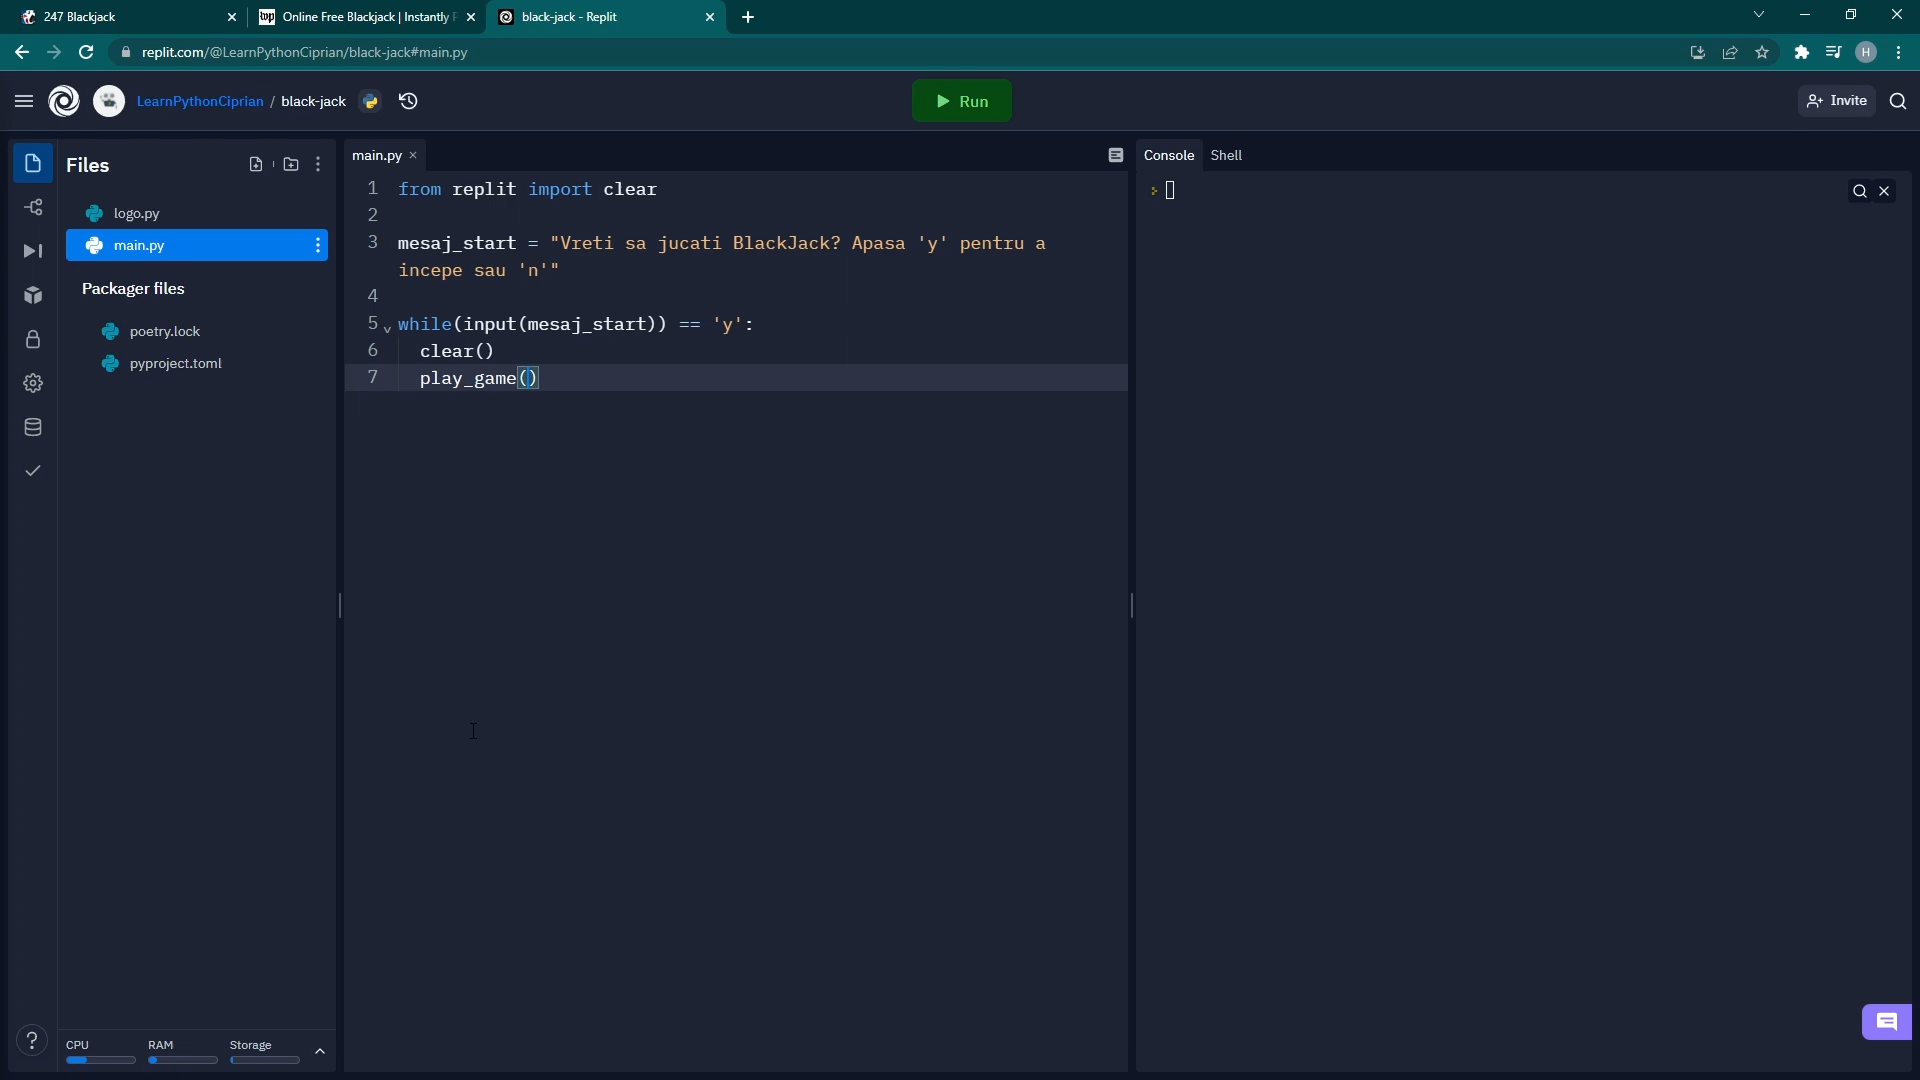 247 Blackjack
Online Free Blackjack | Instantly
black-jack - Replit
replit.com/@LearnPythonCiprian/black-jack#main.py
H
LearnPythonCiprian / black-jack
Run
Invite
Files
logo.py
main.py
Packager files
poetry.lock
pyproject.toml
CPU
RAM
Storage
main.py
1 from replit import clear
2
3 mesaj_start = "Vreti sa jucati BlackJack? Apasa 'y' pentru a
incepe sau 'n'"
4
5 while(input(mesaj_start)) == 'y':
6 clear()
7 play_game()
Console
Shell